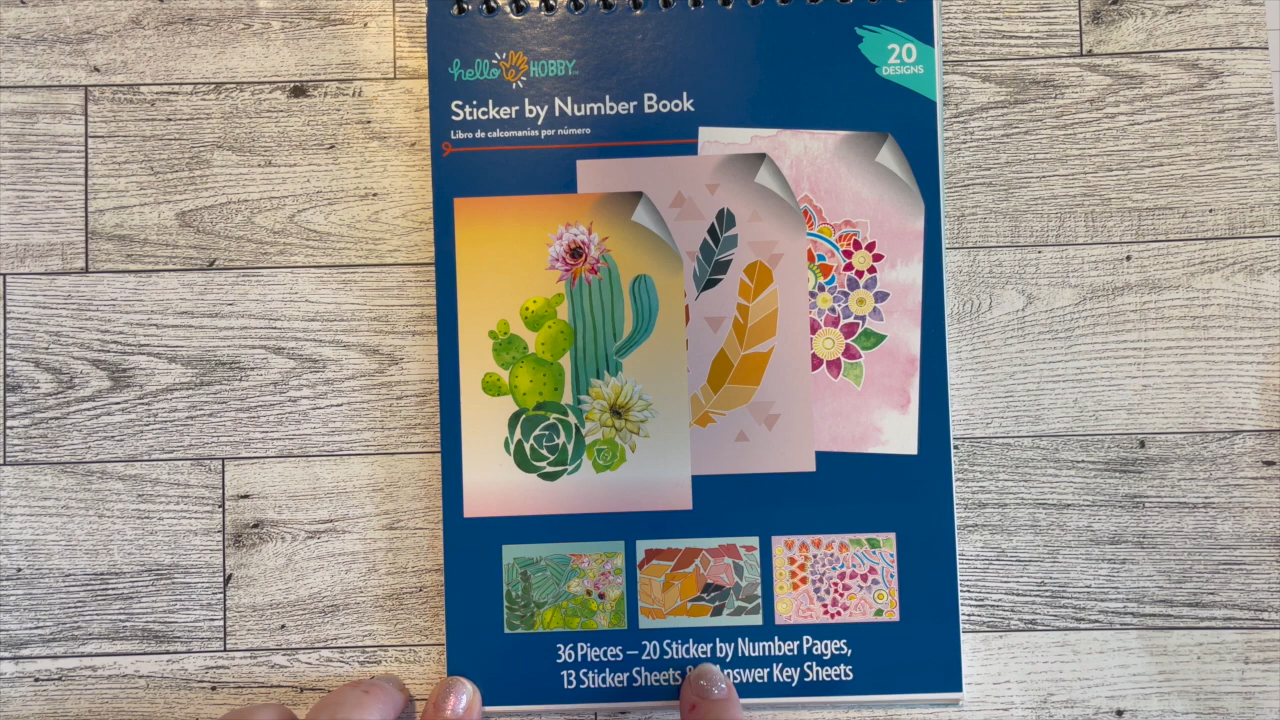 hello HOBBY
20
DESIGNS
Sticker by Number Book
Libro de calcomanías por número
36 Pieces – 20 Sticker by Number Pages,
13 Sticker Sheets Answer Key Sheets